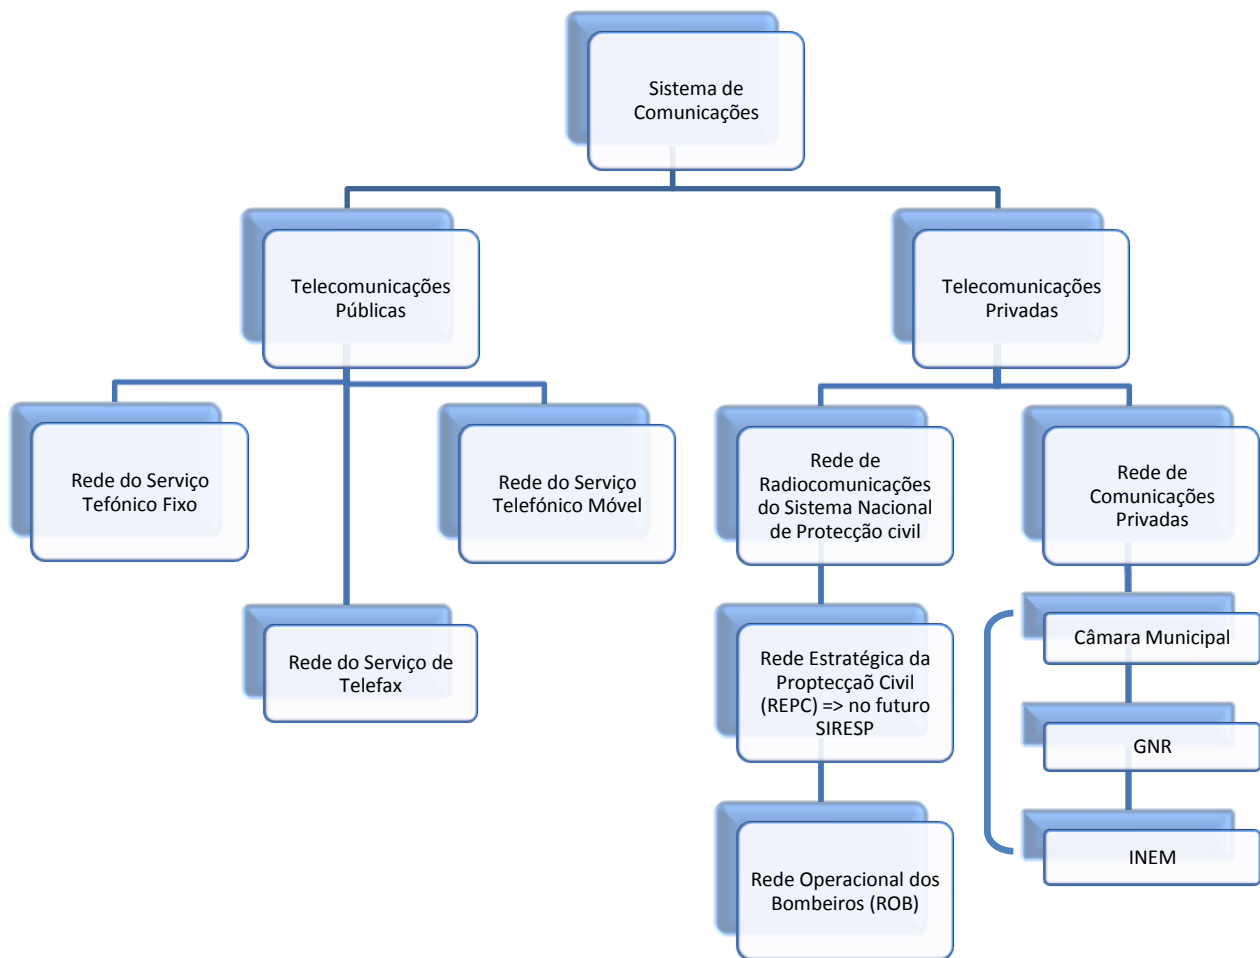 Sistema de
Comunicações
Telecomunicações
Públicas
Telecomunicações
Privadas
Rede do Serviço
Tefónico Fixo
Rede do Serviço
Telefónico Móvel
Rede de
Radiocomunicações
do Sistema Nacional
de Protecção civil
Rede de
Comunicações
Privadas
Rede do Serviço de
Telefax
Rede Estratégica da
Proptecçaõ Civil
(REPC) => no futuro
SIRESP
Câmara Municipal
GNR
INEM
Rede Operacional dos
Bombeiros (ROB)